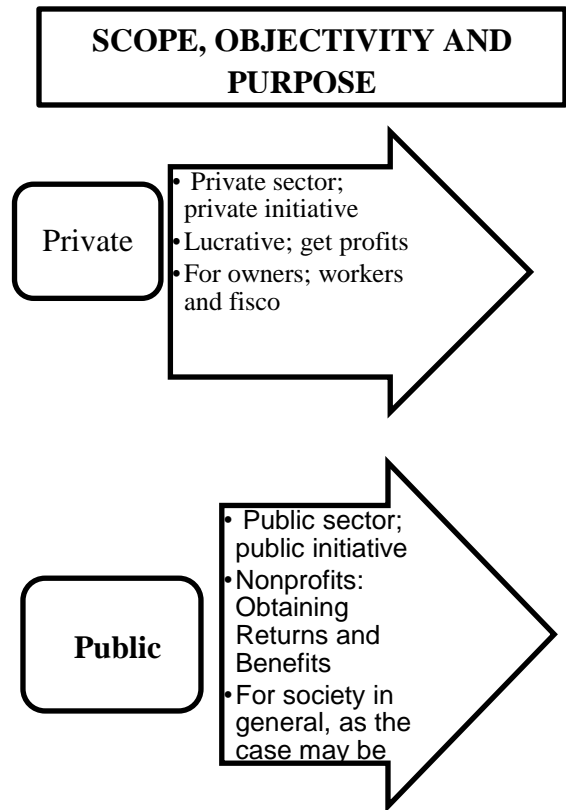 SCOPE, OBJECTIVITY AND
PURPOSE
Private
• Private sector;
private initiative
• Lucrative; get profits
• For owners; workers
and fisco
Public
• Public sector;
public initiative
• Nonprofits:
Obtaining
Returns and
Benefits
• For society in
general, as the
case may be